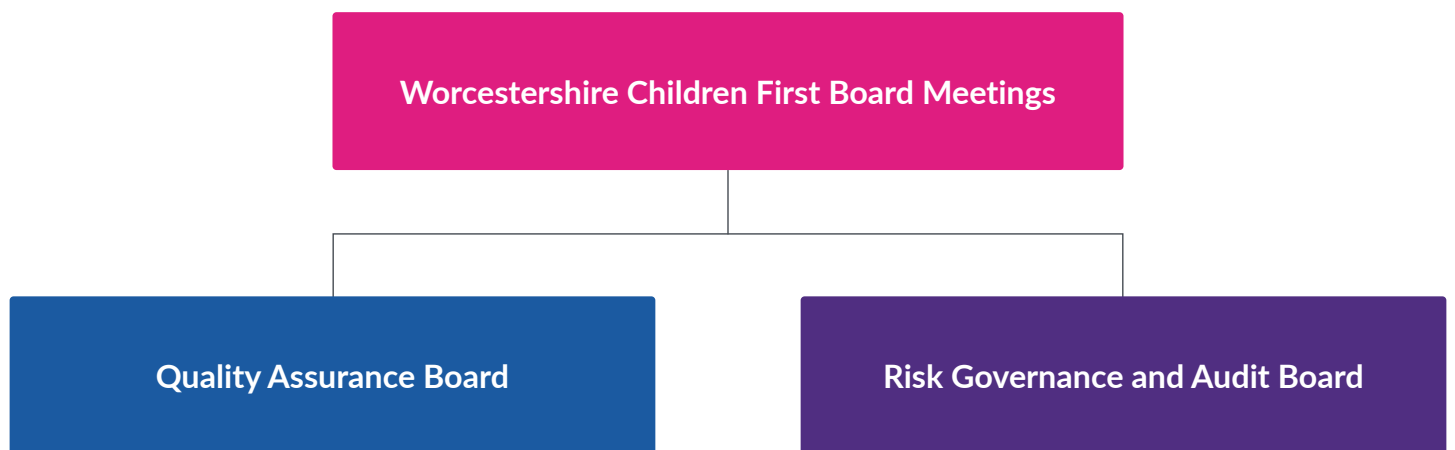 Worcestershire Children First Board Meetings
Quality Assurance Board
Risk Governance and Audit Board